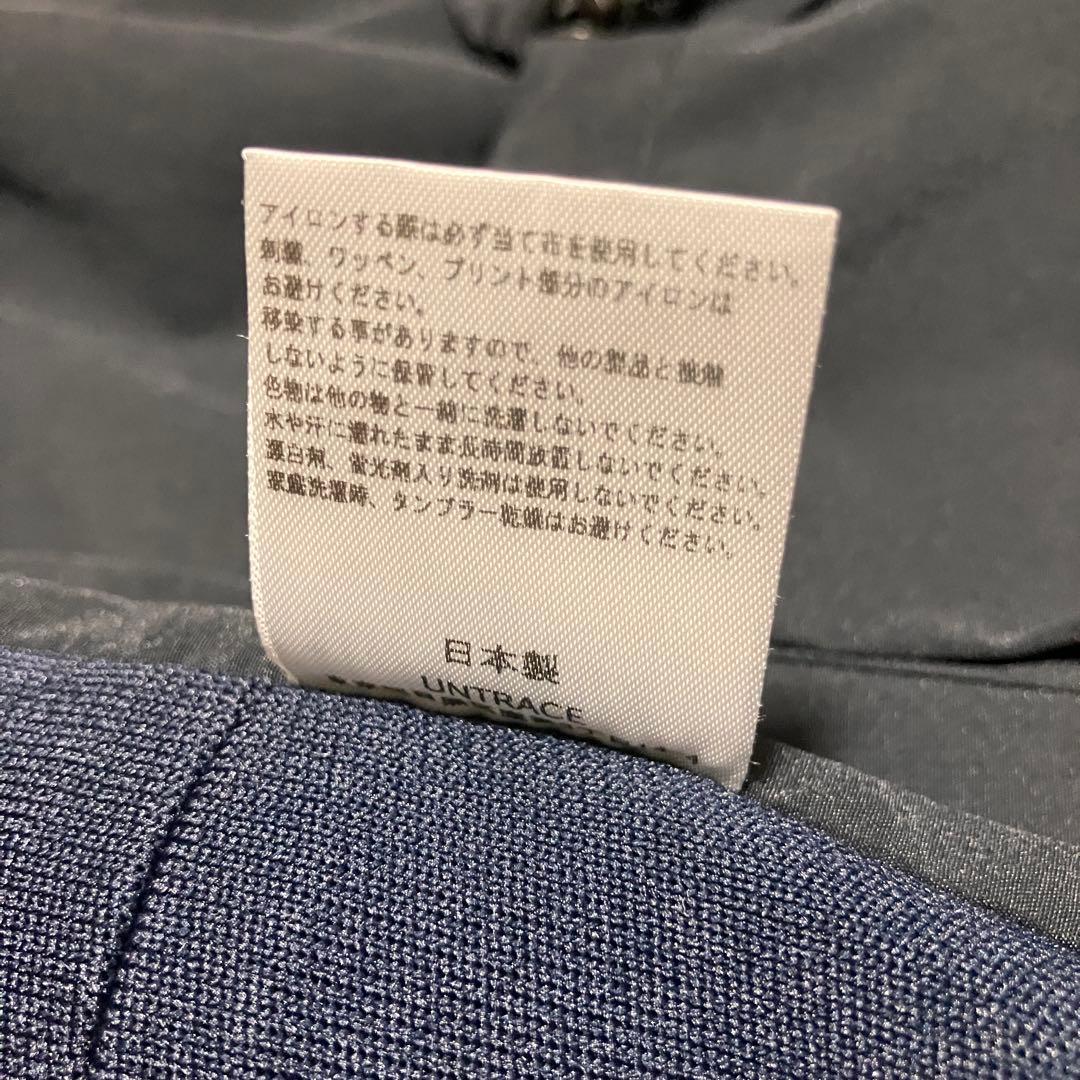 アイロンする際は必ず当て布を使用してください。
刺繍、ワッペン、プリント部分のアイロンは
お避けください。
移染する事がありますので、他の製品と接触
しないように保管してください。
色物は他の物と一緒に洗濯しないでください。
水や汗に濡れたまま長時間放置しないでください。
漂白剤、蛍光剤入り洗剤は使用しないでください。
家庭洗濯時、タンブラー乾燥はお避けください。
日本製
UNTRACE